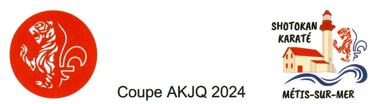 SHOTOKAN
KARATÉ
Coupe AKJQ 2024
MÉTIS-SUR-MER